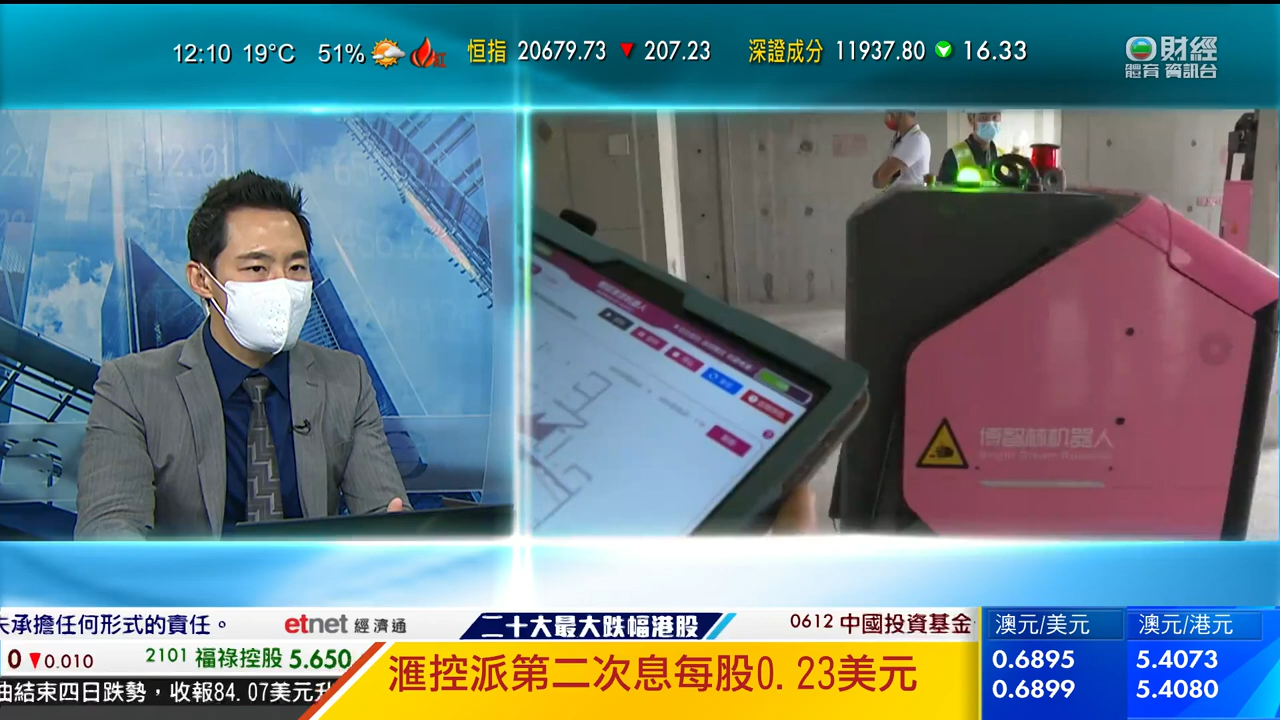 12:10 19°C 51% 恒指 20679.73 ▼ 207.23 深證成分 11937.80 16.33
財經
體育 資訊台
112.01
博智林机器人
Bright Dream Robotics
未承擔任何形式的責任。 etnet 經濟通 二十大最大跌幅港股 0612 中國投資基金
0 ▼0.010 2101 福祿控股 5.650
油結束四日跌勢，收報84.07美元升
滙控派第二次息每股0.23美元
澳元/美元 澳元/港元
0.6895 5.4073
0.6899 5.4080